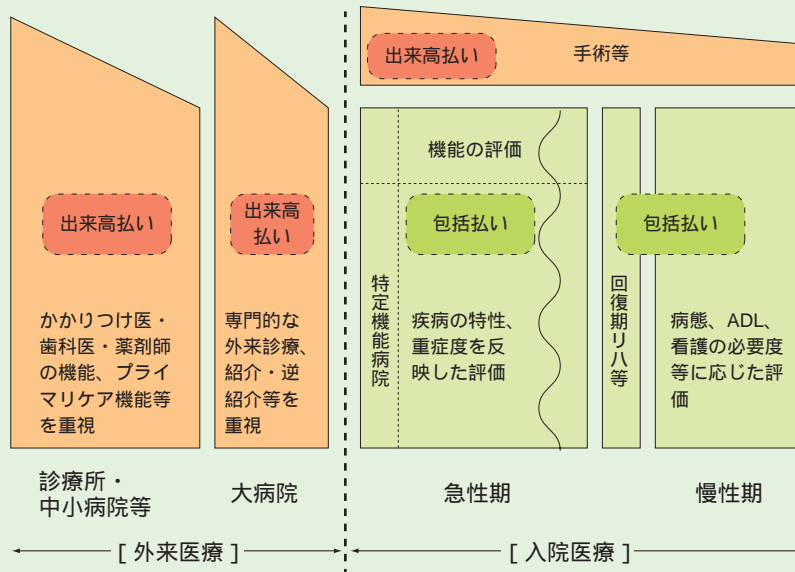 出来高払い
手術等
機能の評価
出来高払い
出来高
払い
包括払い
包括払い
かかりつけ医・
歯科医・薬剤師
の機能、プライ
マリケア機能等
を重視
専門的な
外来診療、
紹介・逆
紹介等を
重視
特定機能病院
疾病の特性、
重症度を反
映した評価
回復期リハ等
病態、ADL、
看護の必要度
等に応じた評
価
診療所・
中小病院等
大病院
急性期
慢性期
[ 外来医療 ]
[ 入院医療 ]